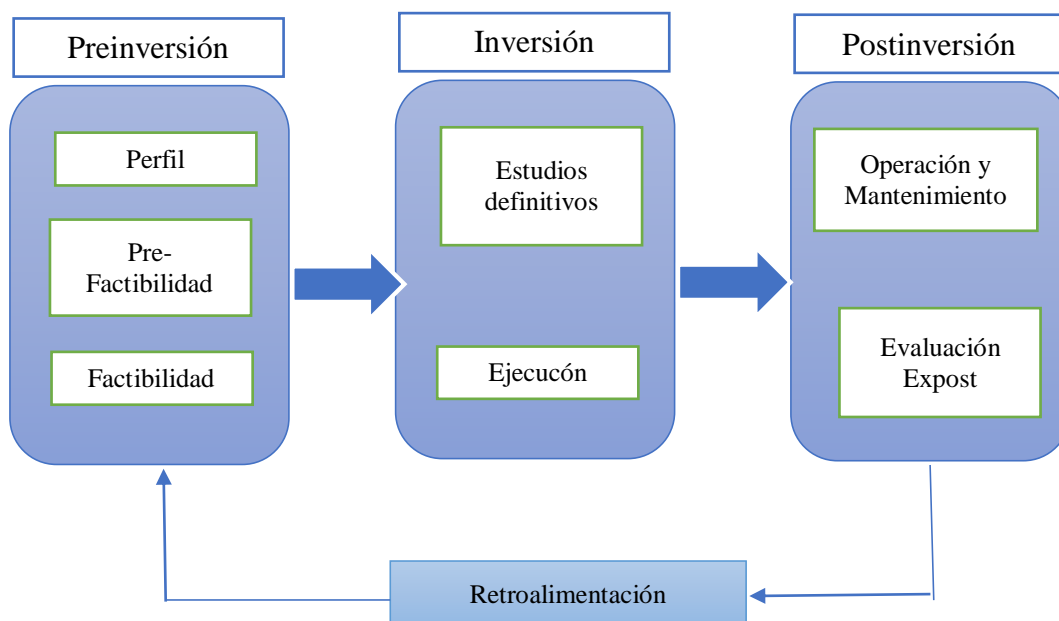 Preinversión
Perfil
Pre-
Factibilidad
Factibilidad
Inversión
Estudios
definitivos
Ejecucón
Postinversión
Operación y
Mantenimiento
Evaluación
Expost
Retroalimentación